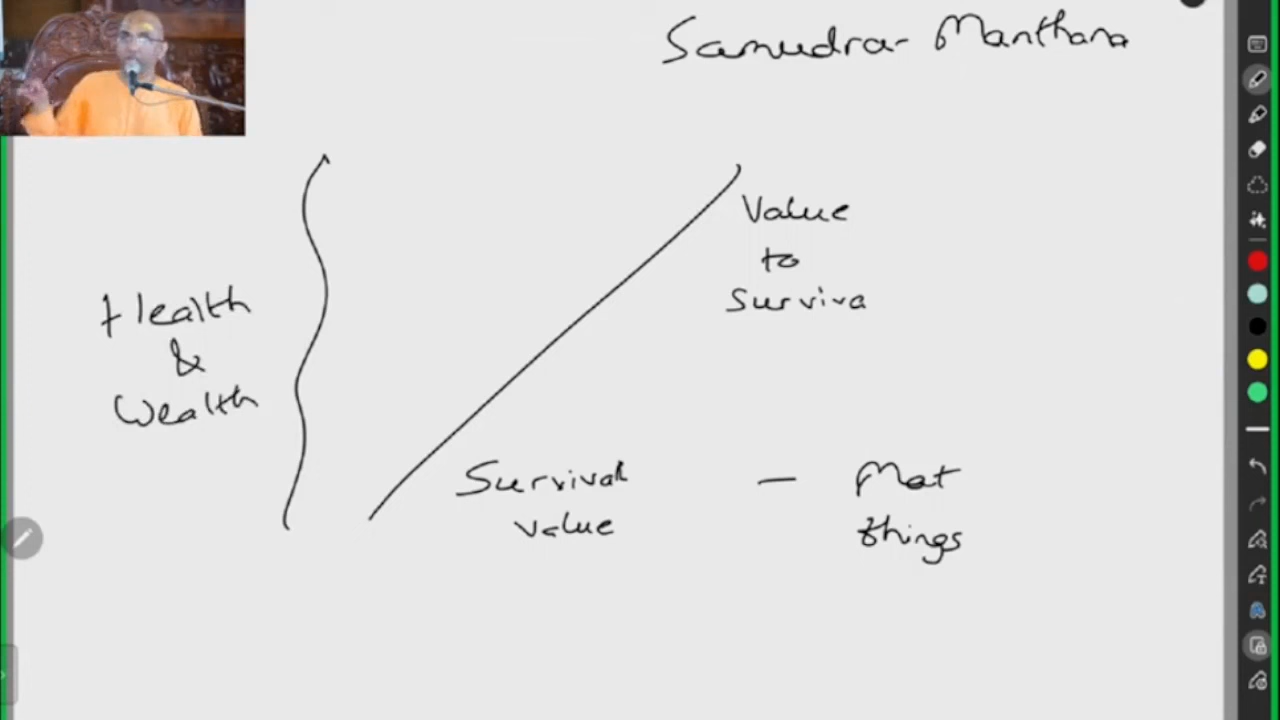 Samudra Manthana
Value
to
Surviva
Health
&
Wealth
Survival — Mat
value things